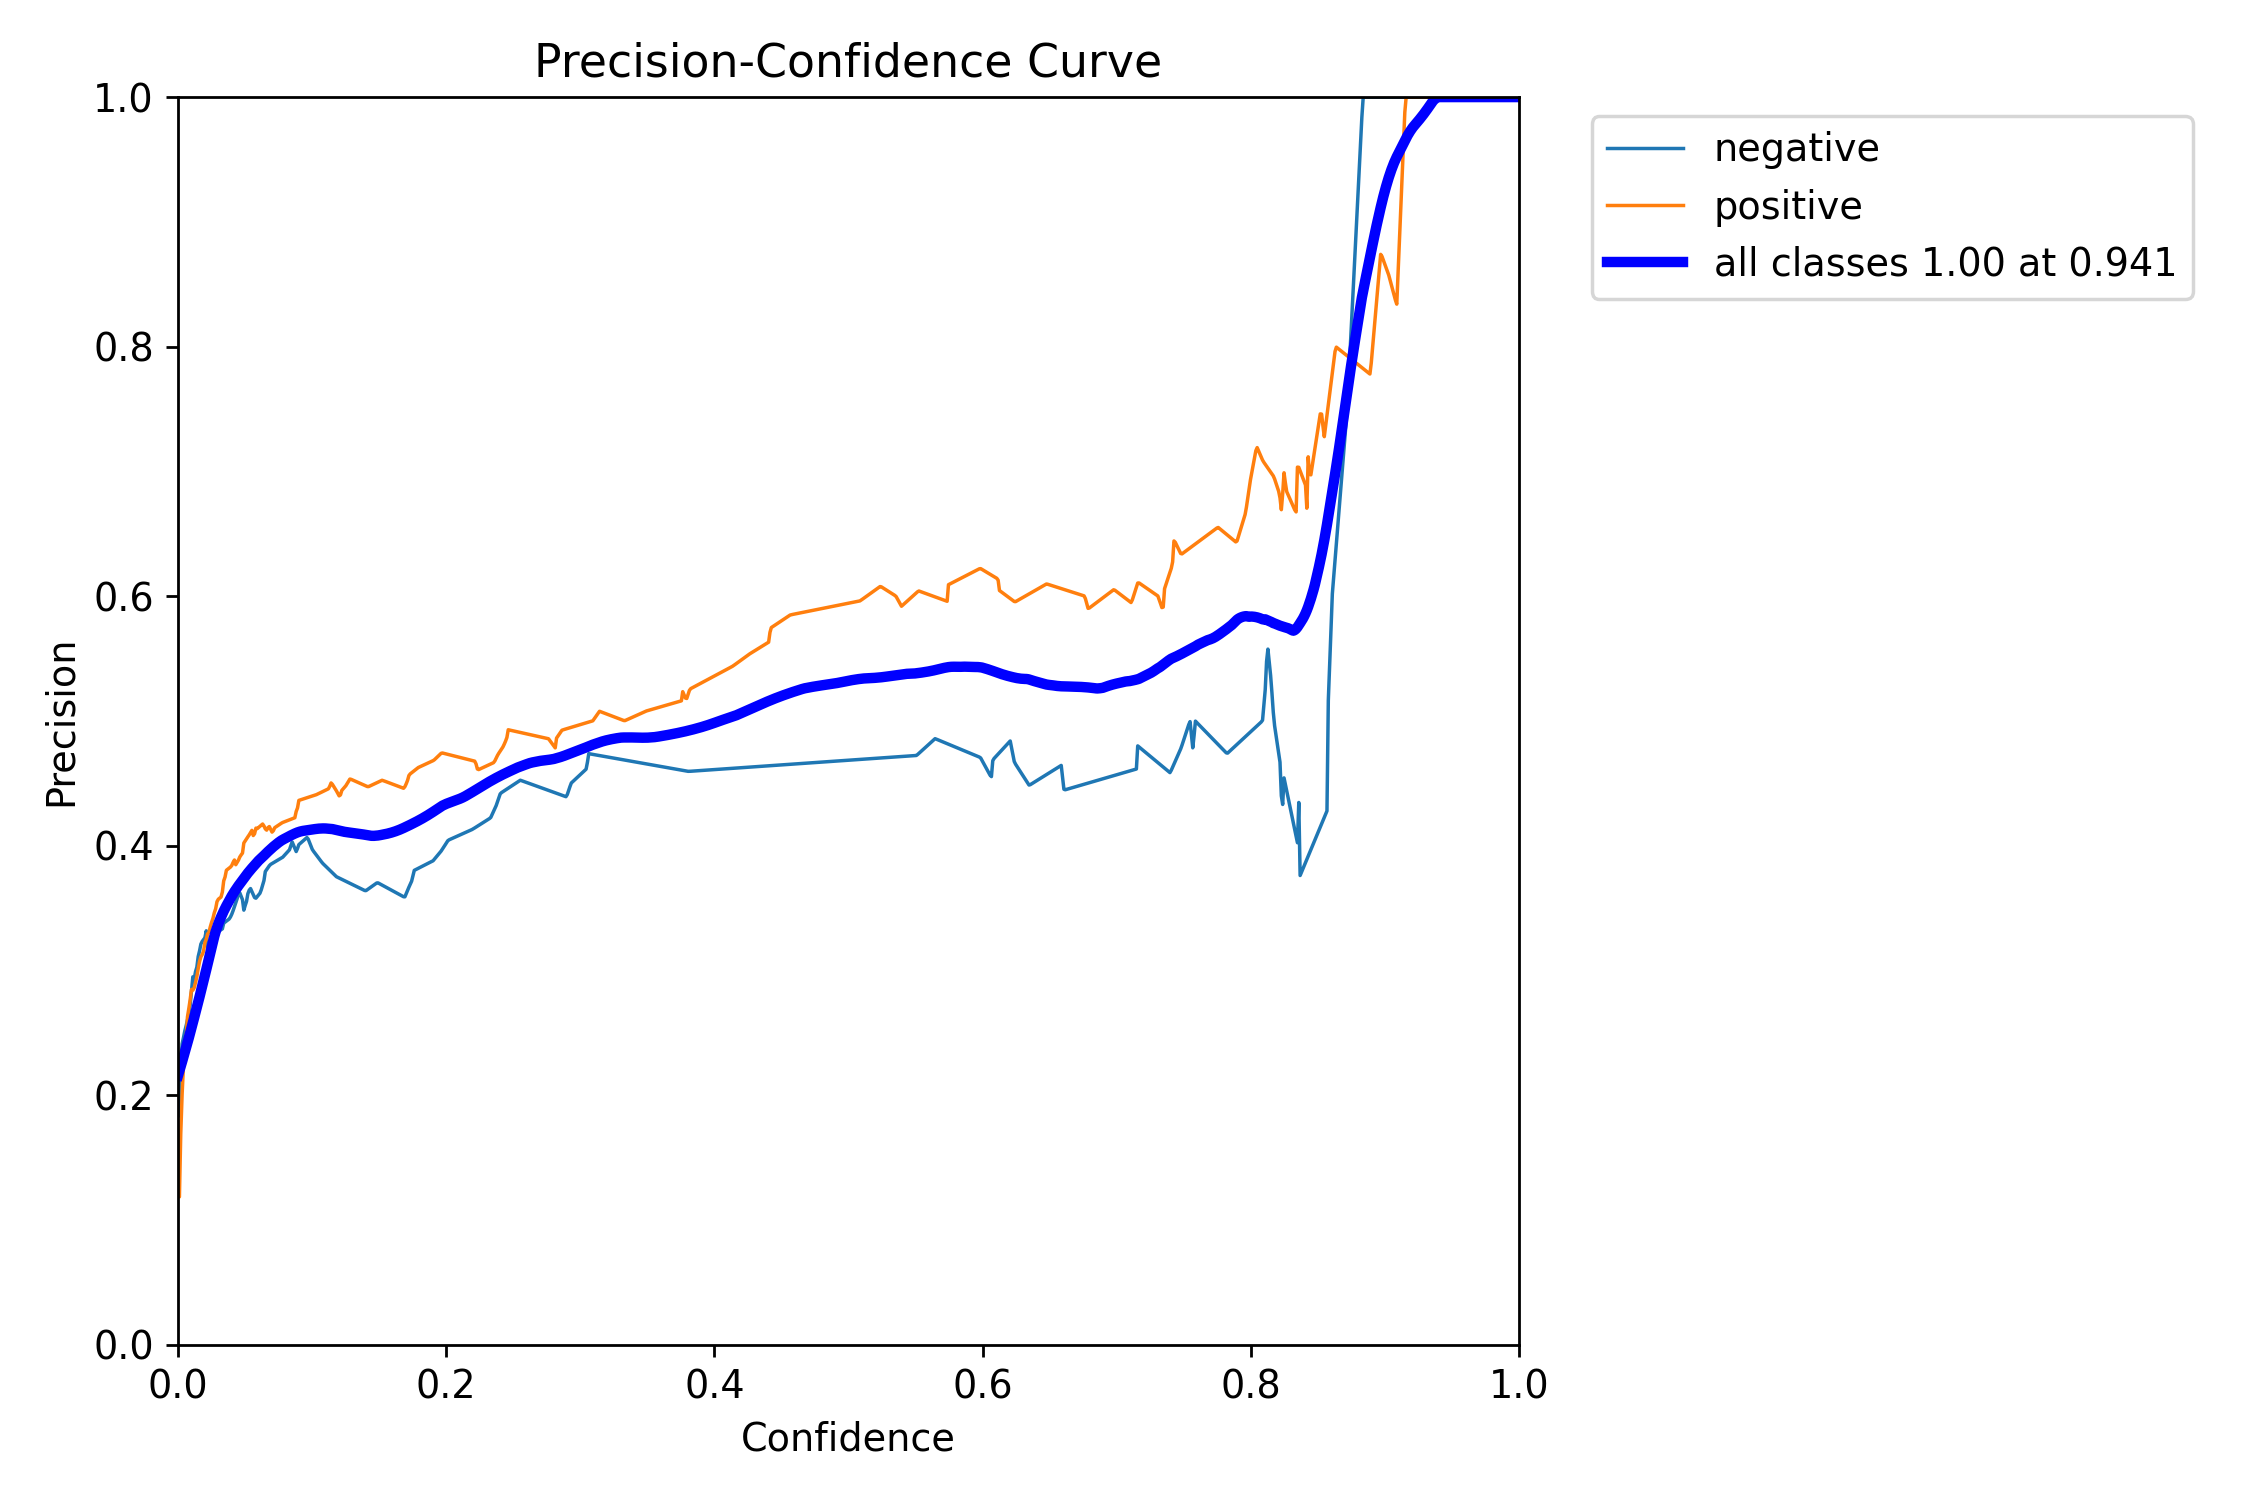 Precision-Confidence Curve
1.0
0.8
0.6
0.4
0.2
0.0
Precision
0.0 0.2 0.4 0.6 0.8 1.0
Confidence
negative
positive
all classes 1.00 at 0.941